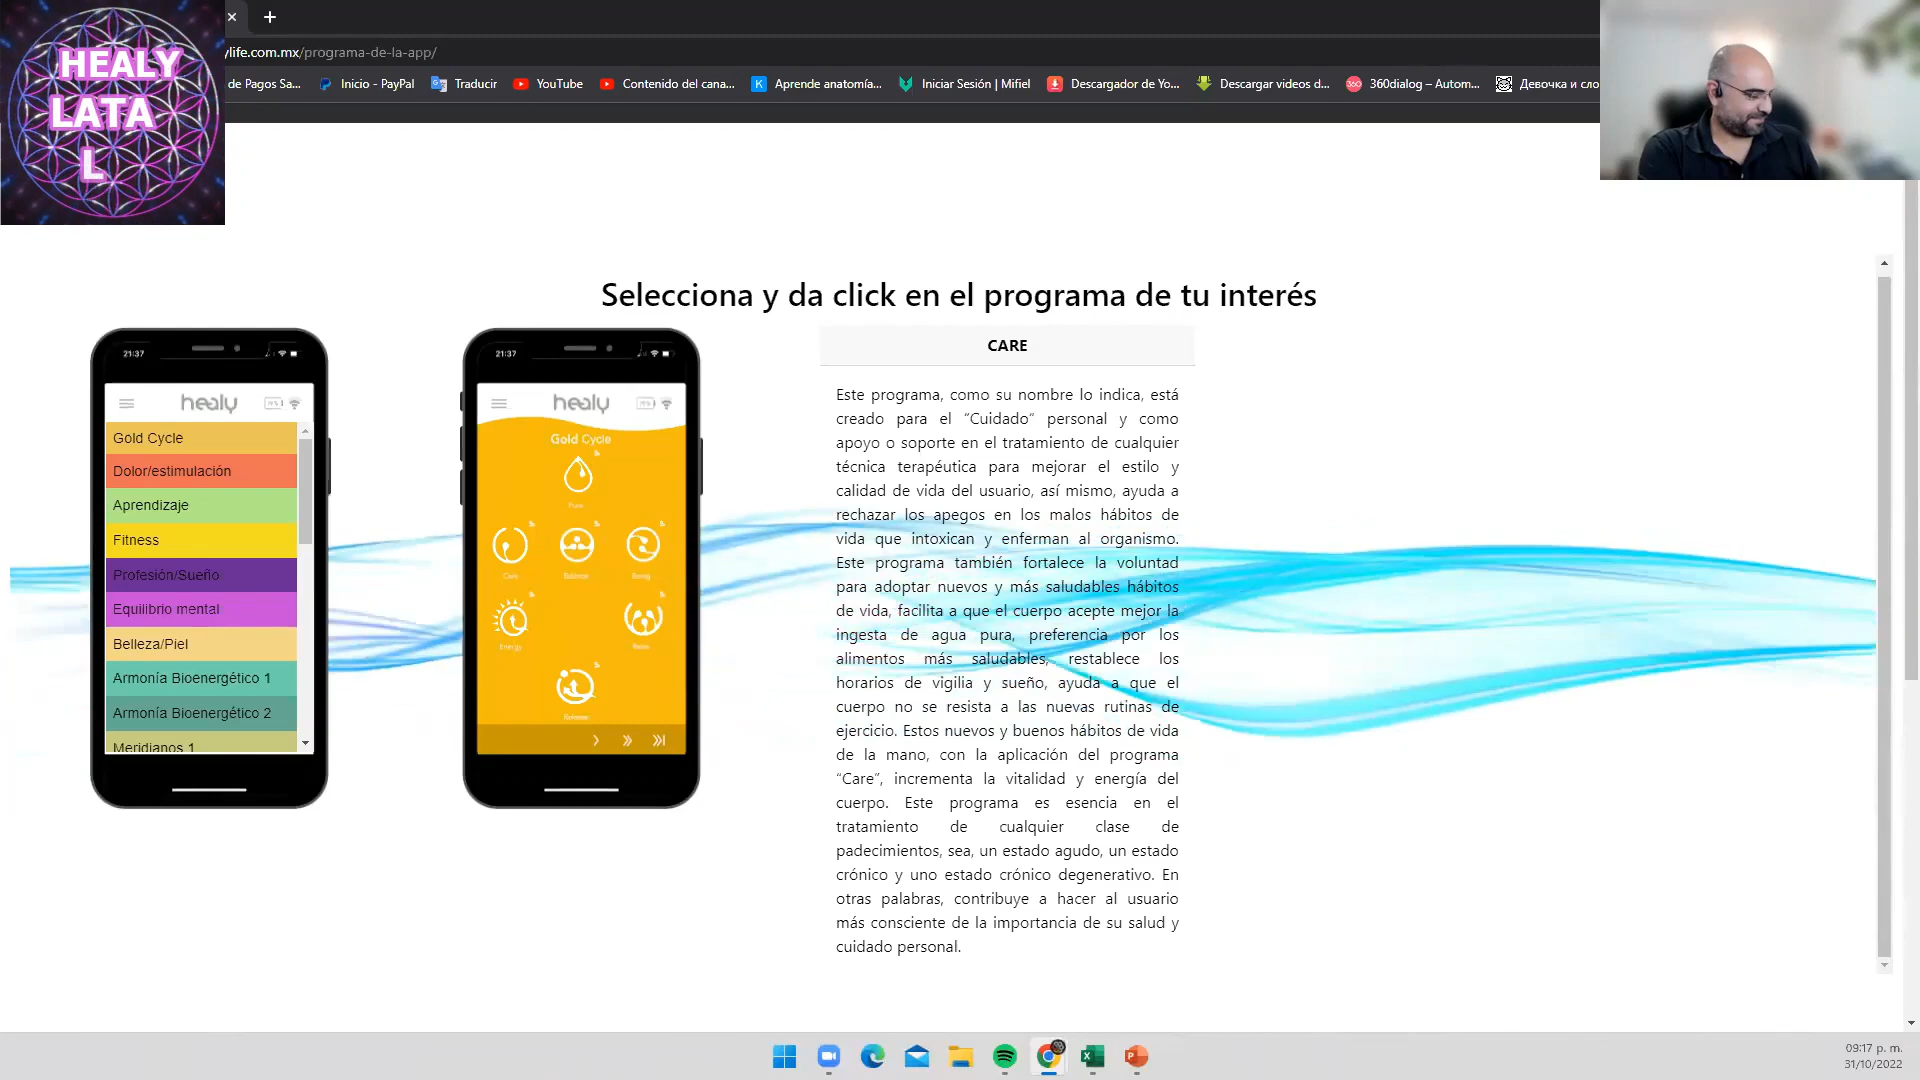 HEALY
LATA
L
ylife.com.mx/programa-de-la-app/
de Pagos Sa...
Inicio - PayPal
Traducir
YouTube
Contenido del cana...
Aprende anatomía...
Iniciar Sesión | Mifiel
Descargador de Yo...
Descargar videos d...
360dialog – Autom...
Девочка и сло
Selecciona y da click en el programa de tu interés
21:37
healy
Gold Cycle
Dolor/estimulación
Aprendizaje
Fitness
Profesión/Sueño
Equilibrio mental
Belleza/Piel
Armonía Bioenergético 1
Armonía Bioenergético 2
Meridianos 1
21:37
healy
Gold Cycle
Pure
Care
Balance
Being
Energy
Relax
Release
CARE
Este programa, como su nombre lo indica, está
creado para el “Cuidado” personal y como
apoyo o soporte en el tratamiento de cualquier
técnica terapéutica para mejorar el estilo y
calidad de vida del usuario, así mismo, ayuda a
rechazar los apegos en los malos hábitos de
vida que intoxican y enferman al organismo.
Este programa también fortalece la voluntad
para adoptar nuevos y más saludables hábitos
de vida, facilita a que el cuerpo acepte mejor la
ingesta de agua pura, preferencia por los
alimentos más saludables, restablece los
horarios de vigilia y sueño, ayuda a que el
cuerpo no se resista a las nuevas rutinas de
ejercicio. Estos nuevos y buenos hábitos de vida
de la mano, con la aplicación del programa
“Care”, incrementa la vitalidad y energía del
cuerpo. Este programa es esencia en el
tratamiento de cualquier clase de
padecimientos, sea, un estado agudo, un estado
crónico y uno estado crónico degenerativo. En
otras palabras, contribuye a hacer al usuario
más consciente de la importancia de su salud y
cuidado personal.
09:17 p. m.
31/10/2022